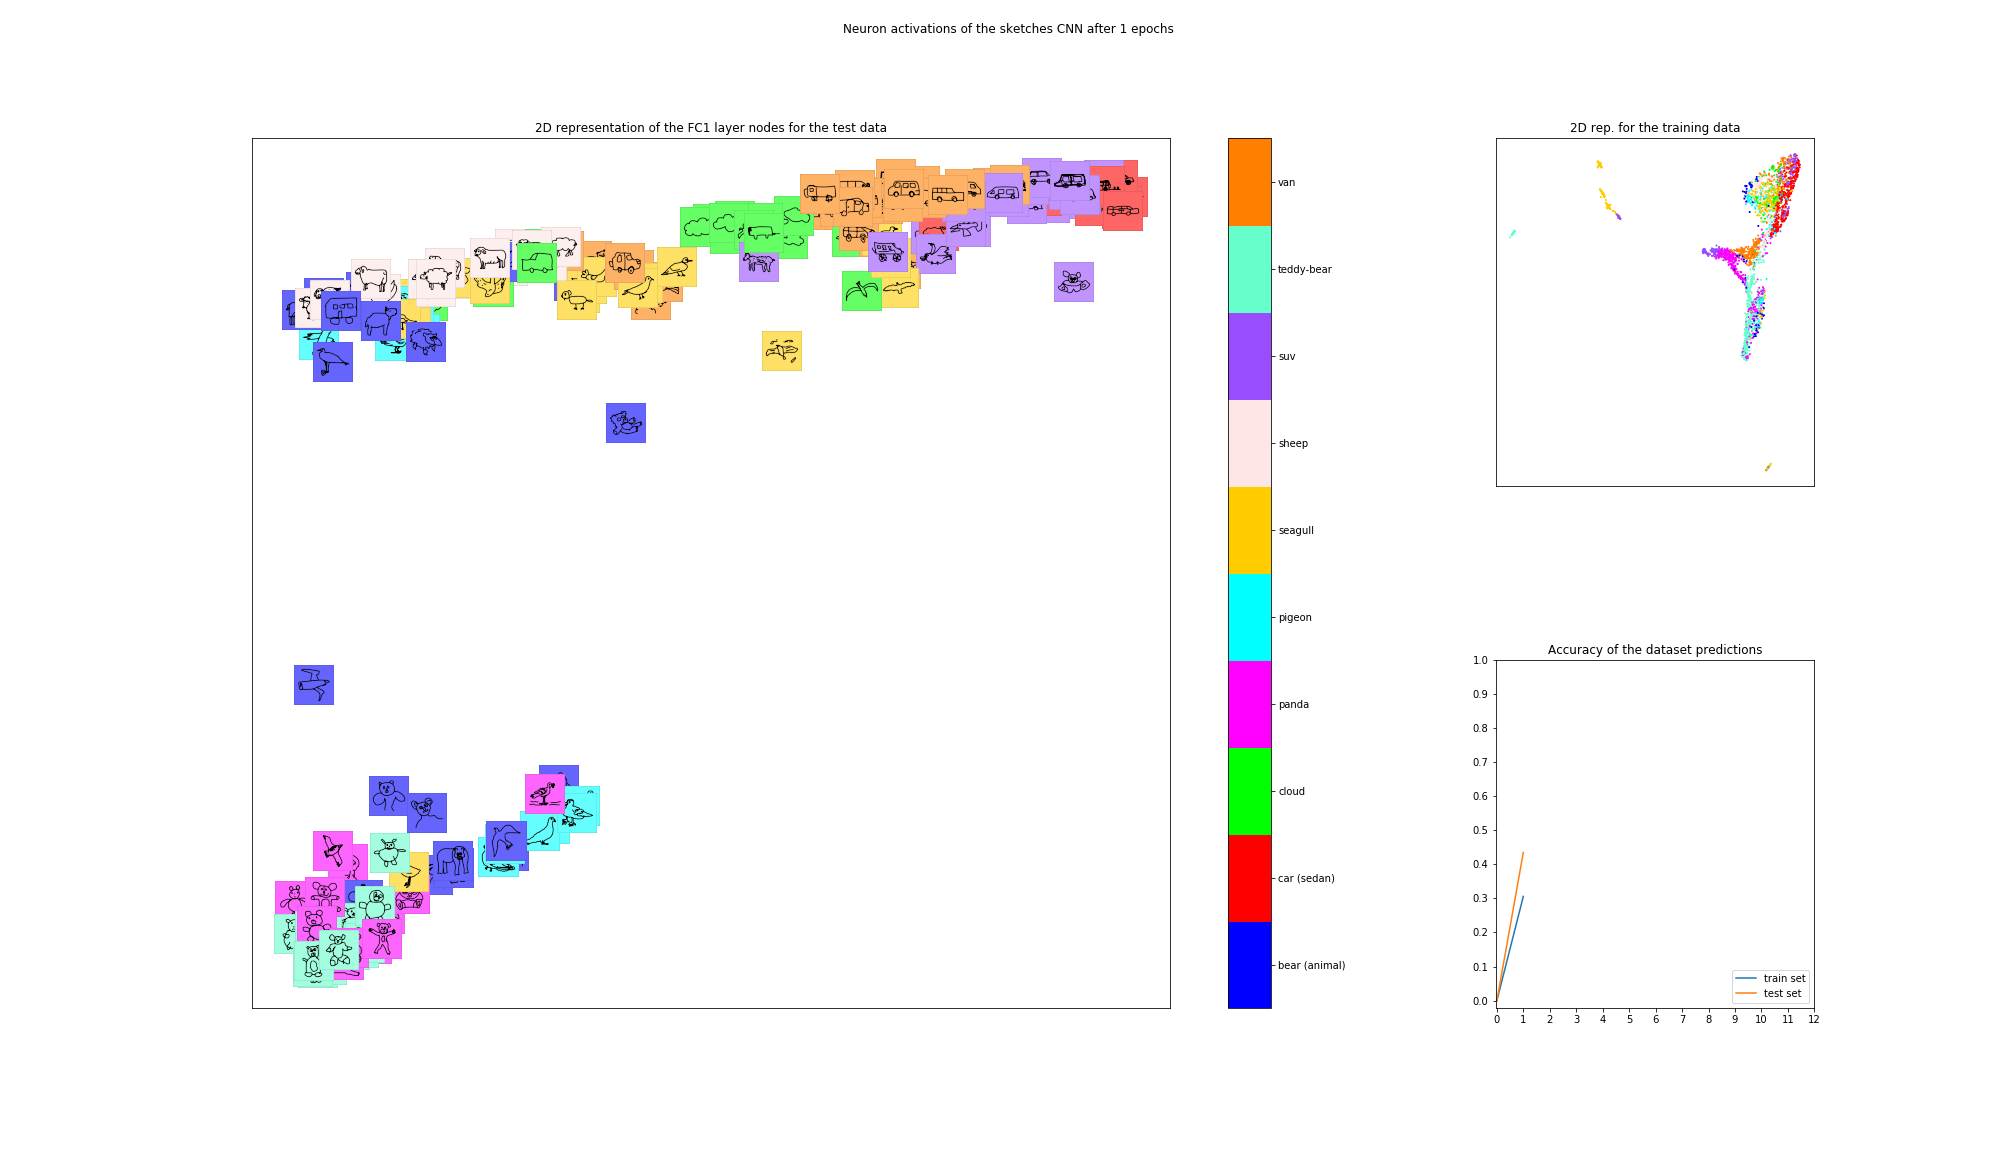 Neuron activations of the sketches CNN after 1 epochs
2D representation of the FC1 layer nodes for the test data
van
teddy-bear
suv
sheep
seagull
pigeon
panda
cloud
car (sedan)
bear (animal)
2D rep. for the training data
Accuracy of the dataset predictions
1.0
0.9
0.8
0.7
0.6
0.5
0.4
0.3
0.2
0.1
0.0
train set
test set
0 1 2 3 4 5 6 7 8 9 10 11 12